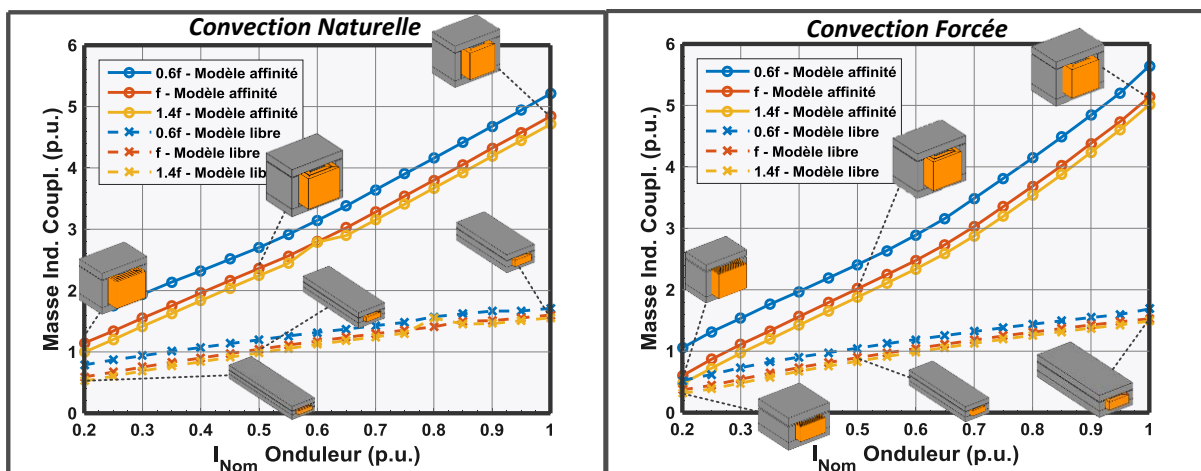 Convection Naturelle
6
5
4
3
2
1
0
Masse Ind. Coupl. (p.u.)
0.6f - Modèle affinité
f - Modèle affinité
1.4f - Modèle affinité
0.6f - Modèle libre
f - Modèle libre
1.4f - Modèle lib
0.2 0.3 0.4 0.5 0.6 0.7 0.8 0.9 1
I_Nom Onduleur (p.u.)
Convection Forcée
6
5
4
3
2
1
0
Masse Ind. Coupl. (p.u.)
0.6f - Modèle affinité
f - Modèle affinité
1.4f - Modèle affinité
0.6f - Modèle libre
f - Modèle libre
1.4f - Modèle libre
0.2 0.3 0.4 0.5 0.6 0.7 0.8 0.9 1
I_Nom Onduleur (p.u.)